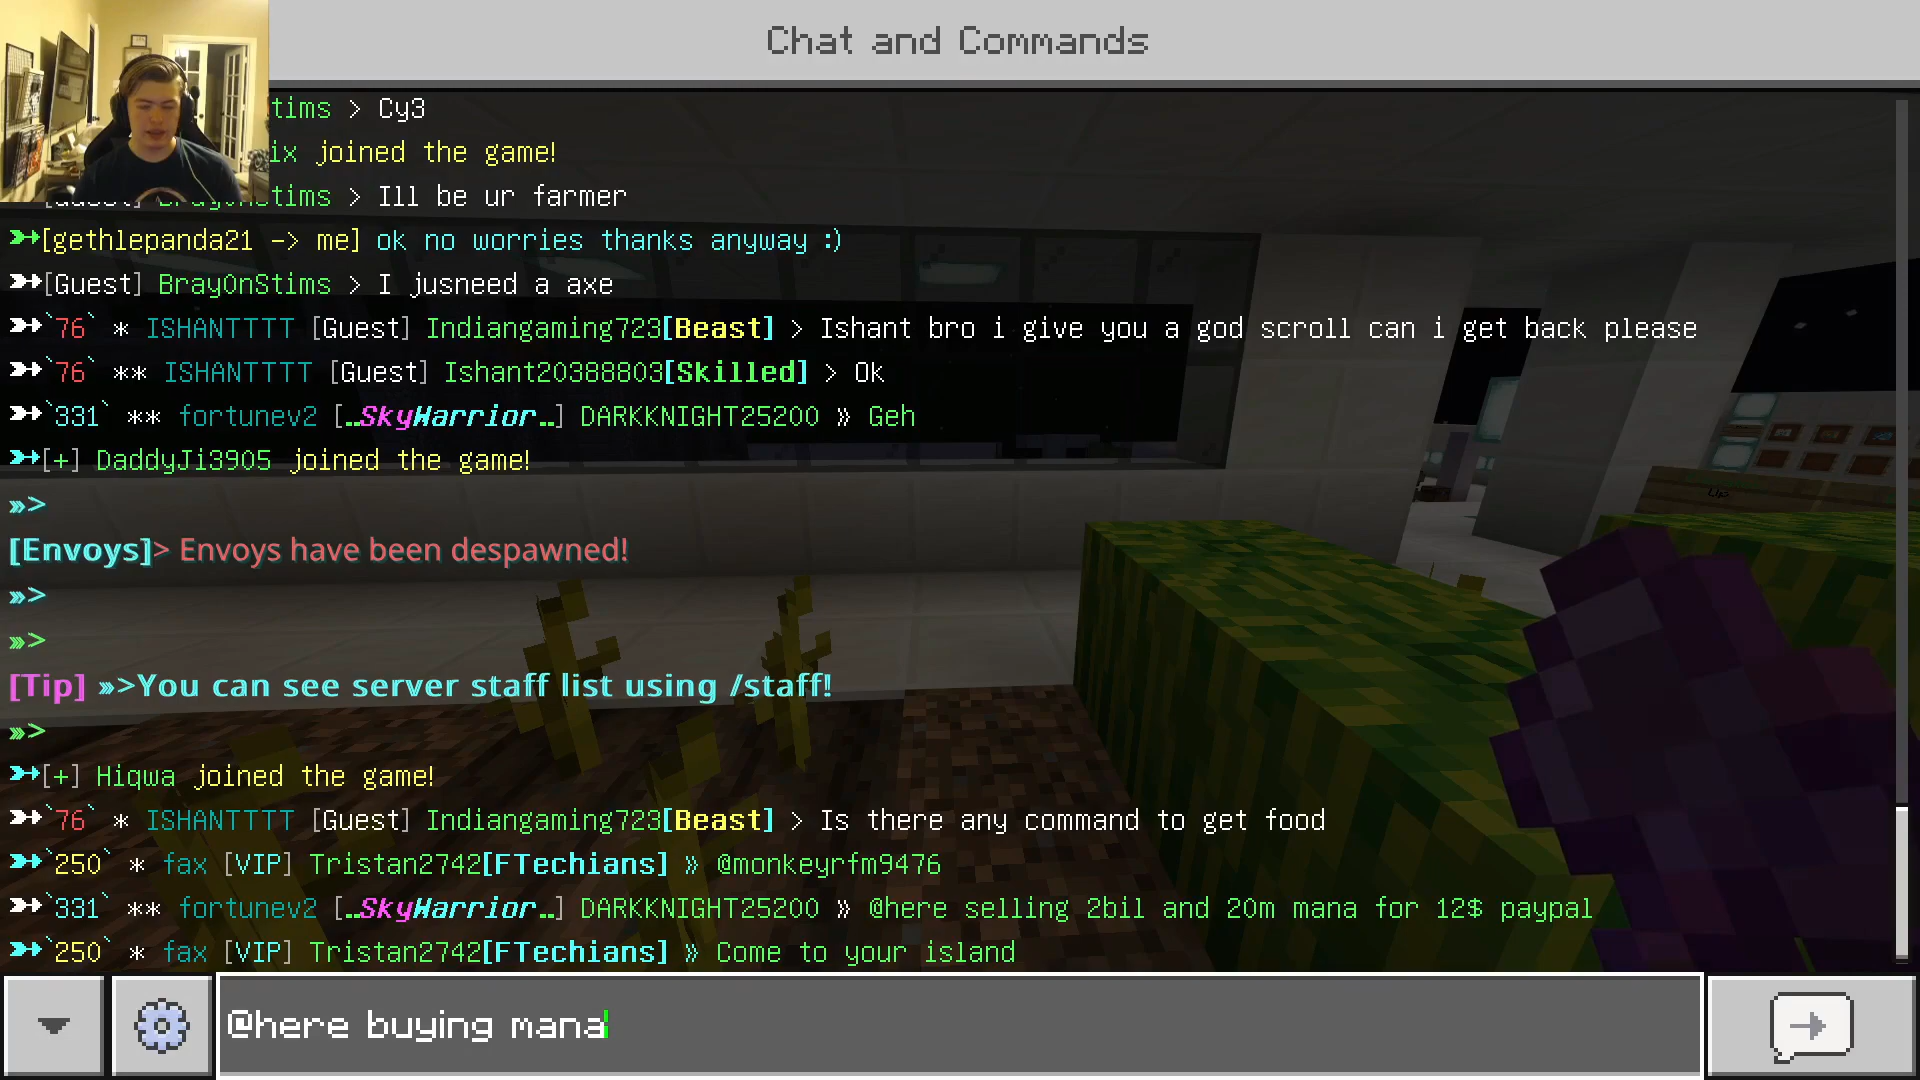 Chat and Commands
tims > Cy3
ix joined the game!
[Guest] BrayOnStims > Ill be ur farmer
➳[gethlepanda21 -> me] ok no worries thanks anyway :)
➳[Guest] BrayOnStims > I jusneed a axe
➳`76` * ISHANTTTT [Guest] Indiangaming723[Beast] > Ishant bro i give you a god scroll can i get back please
➳`76` ** ISHANTTTT [Guest] Ishant20388803[Skilled] > Ok
➳`331` ** fortunev2 [..SkyWarrior..] DARKKNIGHT25200 » Geh
➳[+] DaddyJi3905 joined the game!
»>
[Envoys]> Envoys have been despawned!
»>
»>
[Tip] »>You can see server staff list using /staff!
»>
➳[+] Hiqwa joined the game!
➳`76` * ISHANTTTT [Guest] Indiangaming723[Beast] > Is there any command to get food
➳`250` * fax [VIP] Tristan2742[FTechians] » @monkeyrfm9476
➳`331` ** fortunev2 [..SkyWarrior..] DARKKNIGHT25200 » @here selling 2bil and 20m mana for 12$ paypal
➳`250` * fax [VIP] Tristan2742[FTechians] » Come to your island
@here buying mana